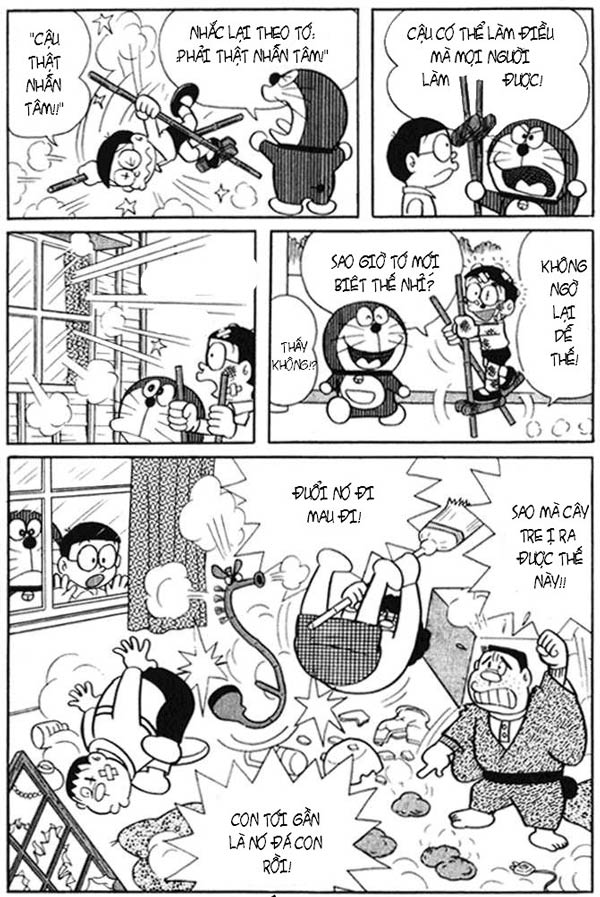 "CẬU
THẬT
NHẪN
TÂM!!"
NHẮC LẠI THEO TỚ:
PHẢI THẬT NHẪN TÂM!"
CẬU CÓ THỂ LÀM ĐIỀU
MÀ MỌI NGƯỜI
LÀM ĐƯỢC!
SAO GIỜ TỚ MỚI
BIẾT THẾ NHỈ?
THẤY
KHÔNG!?
KHÔNG
NGỜ
LẠI
DỄ
THẾ!
ĐUỔI NÓ ĐI
MAU ĐI!
SAO MÀ CÂY
TRE Ị RA
ĐƯỢC THẾ
NÀY!!
CON TỚI GẦN
LÀ NÓ ĐÁ CON
RỒI!